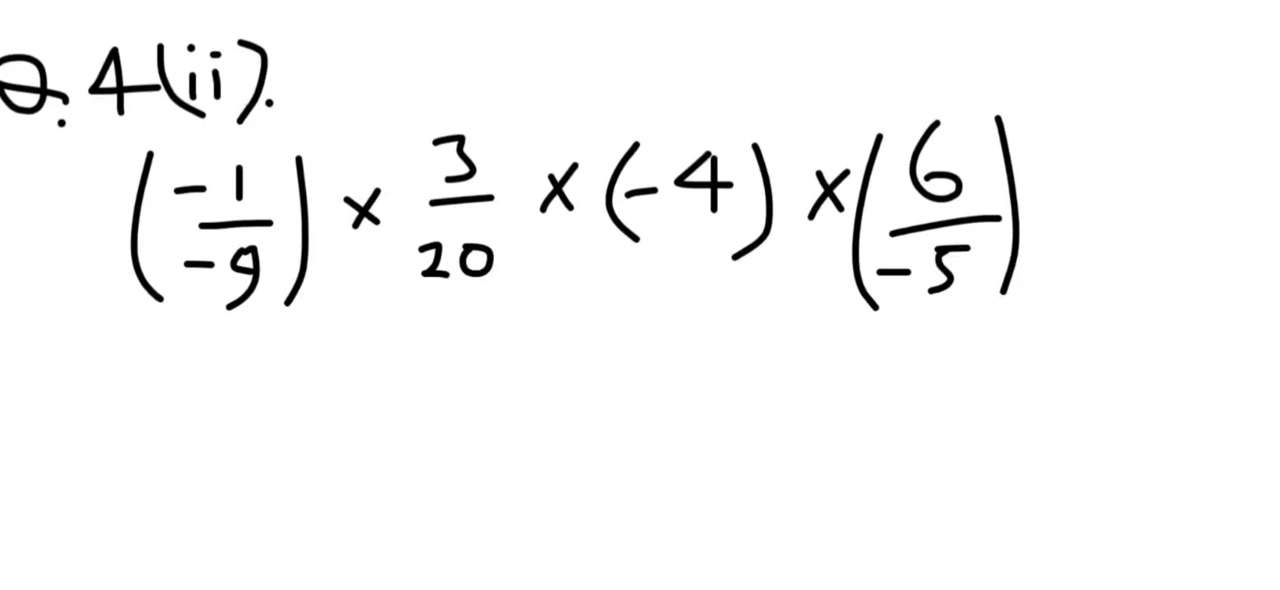 Q. 4(ii).
(-1/-9) × 3/20 × (-4) × (6/-5)